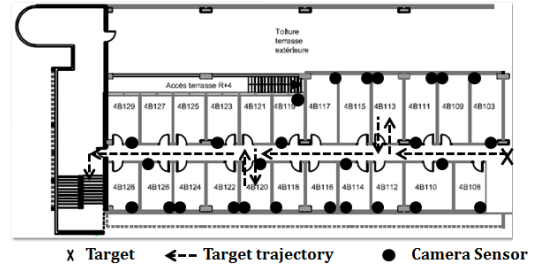 Toiture
terrasse
extérieure
Accès terrasse R+4
4B129 4B127 4B125 4B123 4B121 4B119 4B117 4B115 4B113 4B111 4B109 4B103
4B128 4B126 4B124 4B122 4B120 4B118 4B116 4B114 4B112 4B110 4B108
X Target Target trajectory Camera Sensor